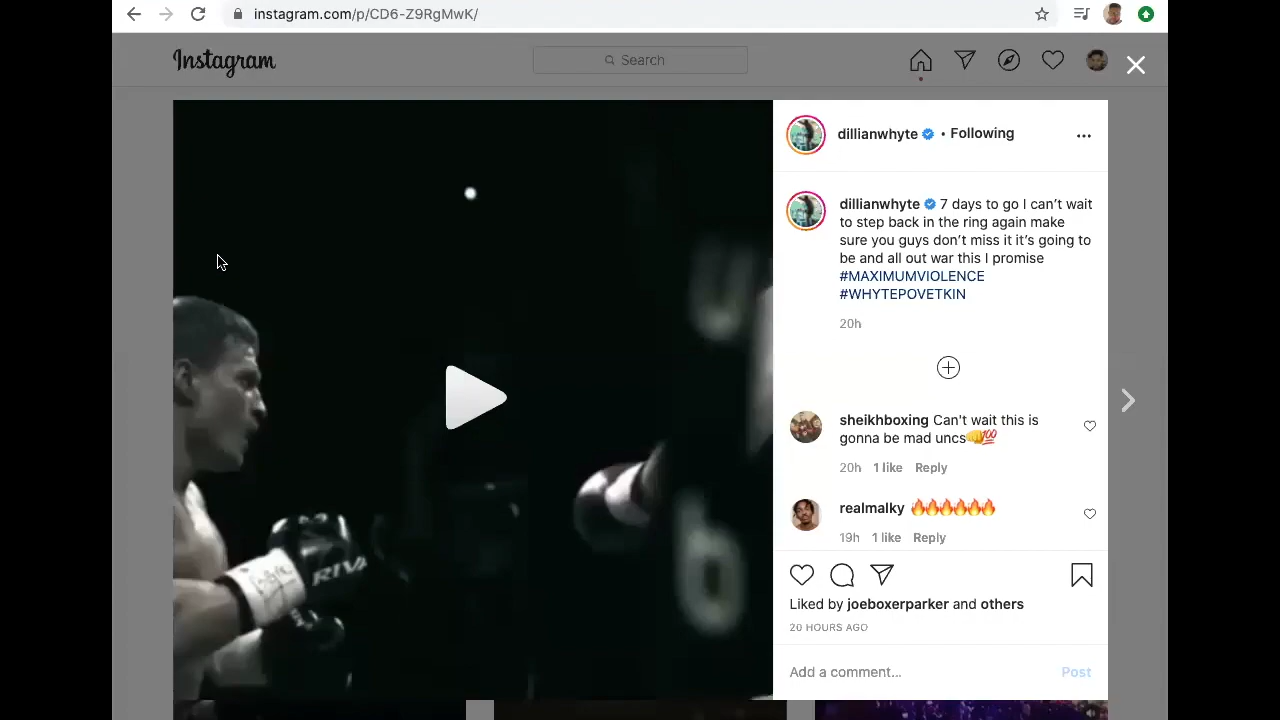 instagram.com/p/CD6-Z9RgMwK/
Instagram
Search
dillianwhyte • Following
dillianwhyte 7 days to go I can’t wait
to step back in the ring again make
sure you guys don’t miss it it’s going to
be and all out war this I promise
#MAXIMUMVIOLENCE
#WHYTEPOVETKIN
20h
sheikhboxing Can't wait this is
gonna be mad uncs👊💯
20h 1 like Reply
realmalky 🔥🔥🔥🔥🔥🔥
19h 1 like Reply
RIVA
Liked by joeboxerparker and others
20 HOURS AGO
Add a comment... Post